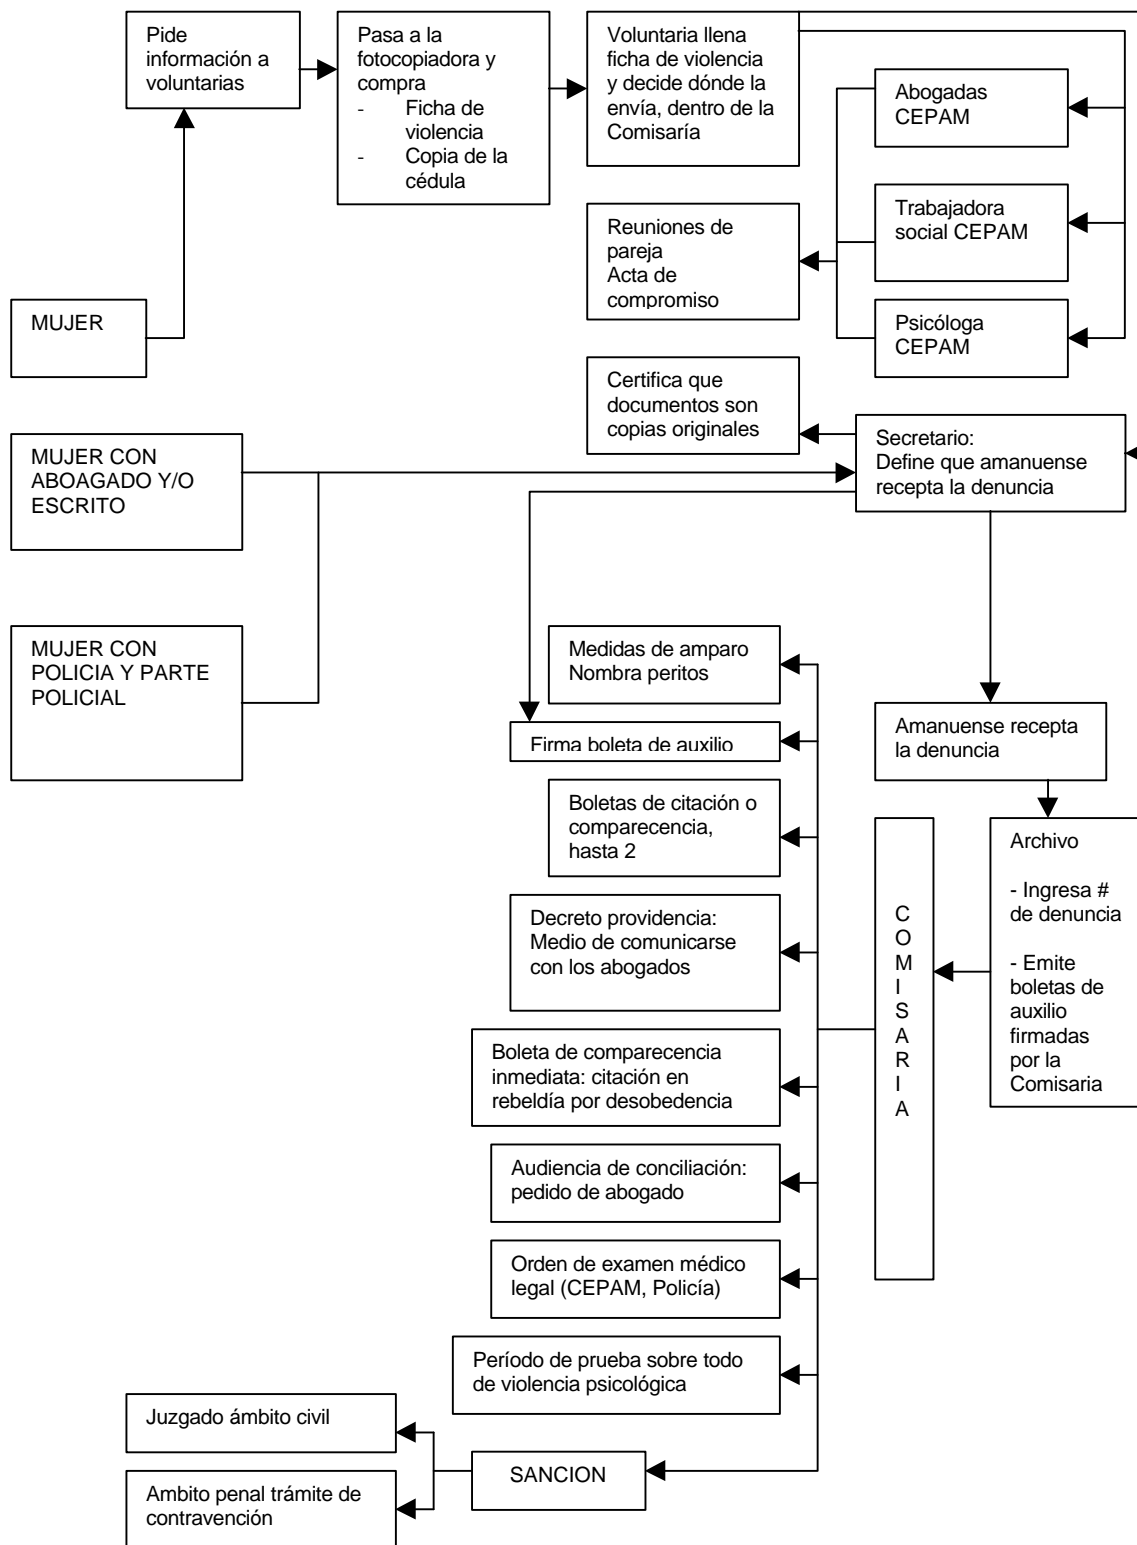 Pide
información a
voluntarias
Pasa a la
fotocopiadora y
compra
- Ficha de
violencia
- Copia de la
cédula
Voluntaria llena
ficha de violencia
y decide dónde la
envía, dentro de la
Comisaría
Abogadas
CEPAM
Trabajadora
social CEPAM
Psicóloga
CEPAM
Reuniones de
pareja
Acta de
compromiso
MUJER
Certifica que
documentos son
copias originales
Secretario:
Define que amanuense
recepta la denuncia
MUJER CON
ABOAGADO Y/O
ESCRITO
MUJER CON
POLICIA Y PARTE
POLICIAL
Medidas de amparo
Nombra peritos
Firma boleta de auxilio
Amanuense recepta
la denuncia
Boletas de citación o
comparecencia,
hasta 2
Archivo
- Ingresa #
de denuncia
- Emite
boletas de
auxilio
firmadas
por la
Comisaria
C
O
M
I
S
A
R
I
A
Decreto providencia:
Medio de comunicarse
con los abogados
Boleta de comparecencia
inmediata: citación en
rebeldía por desobedencia
Audiencia de conciliación:
pedido de abogado
Orden de examen médico
legal (CEPAM, Policía)
Período de prueba sobre todo
de violencia psicológica
Juzgado ámbito civil
SANCION
Ambito penal trámite de
contravención